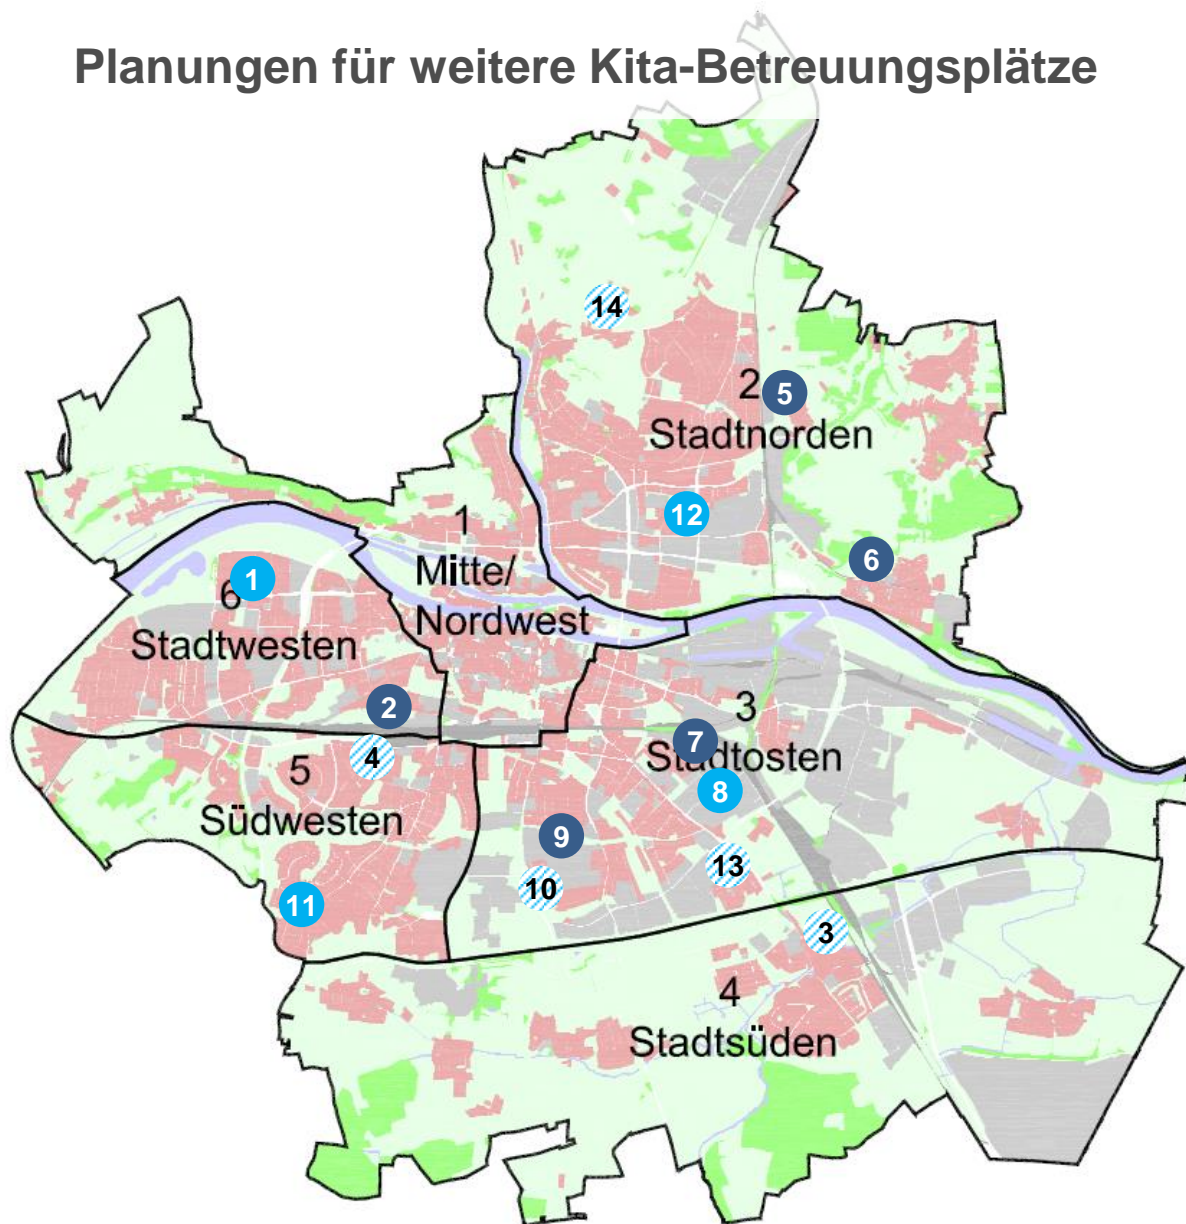 Planungen für weitere Kita-Betreuungsplätze
14
2
5
Stadtnorden
12
1
6
Mitte/
Nordwest
1
6
Stadtwesten
2
3
7
Stadtosten
4
5
8
Südwesten
9
13
10
11
3
4
Stadtsüden